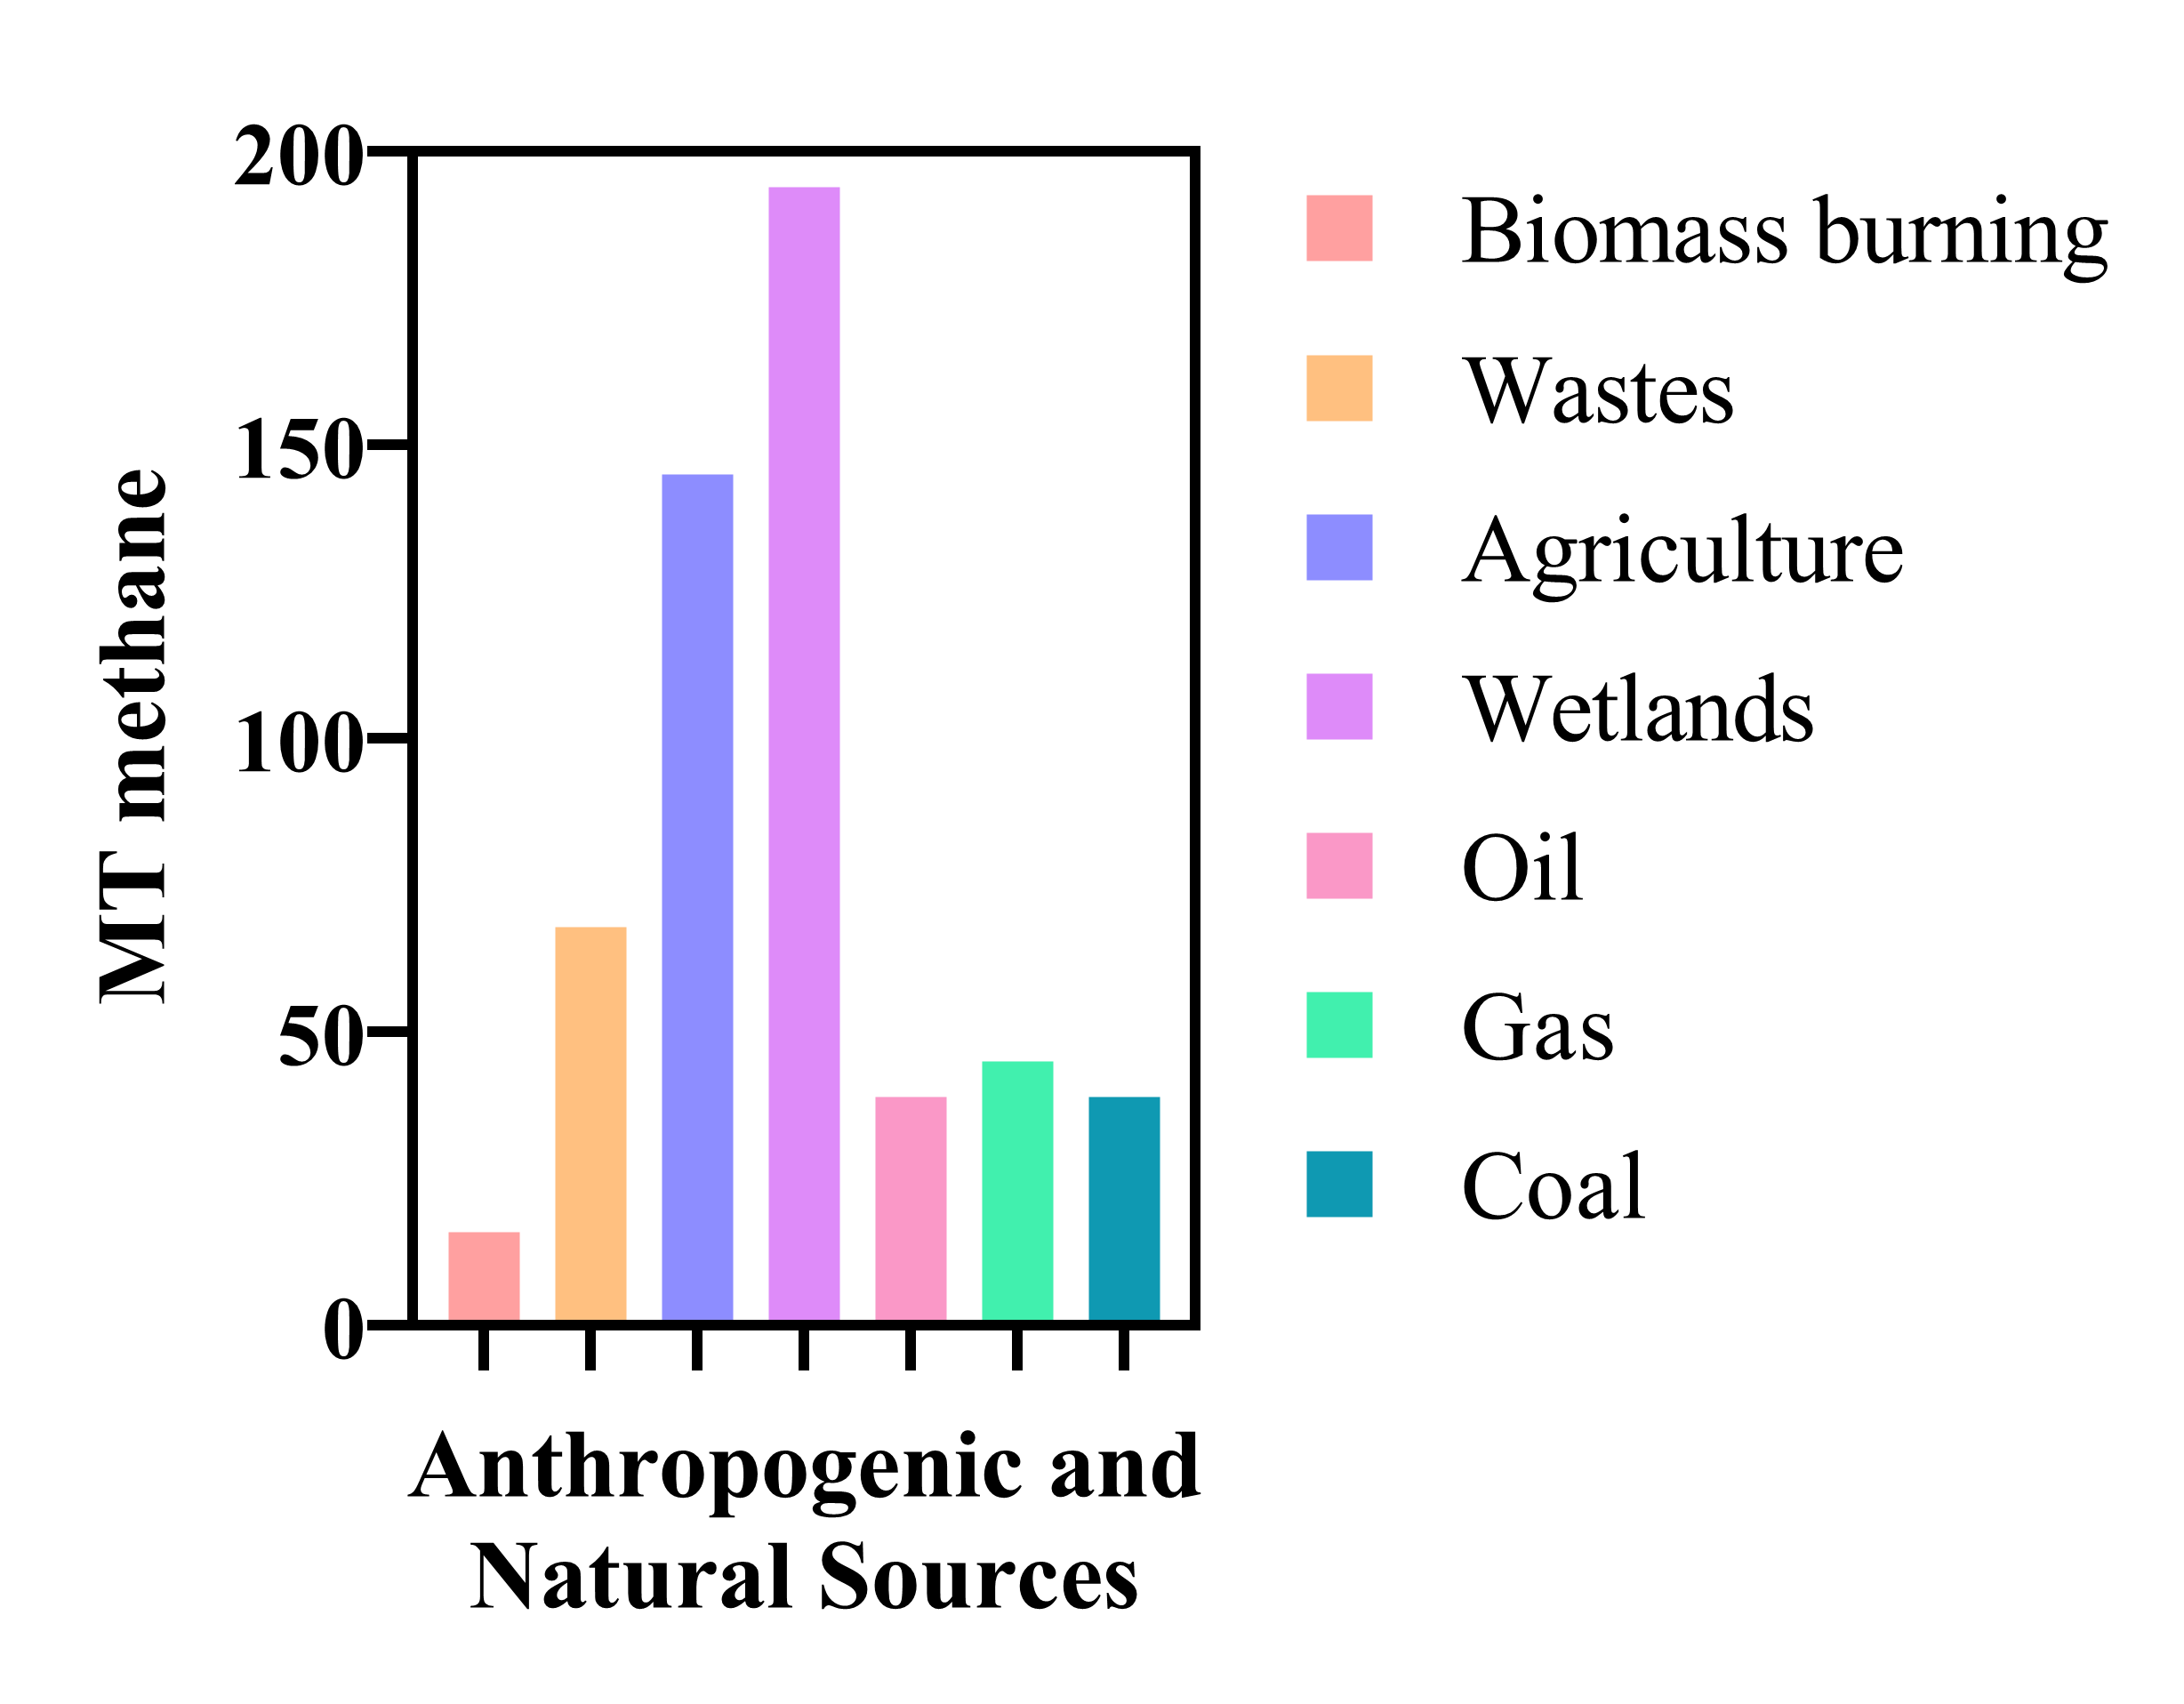 MT methane
200
150
100
50
0
Anthropogenic and
Natural Sources
Biomass burning
Wastes
Agriculture
Wetlands
Oil
Gas
Coal